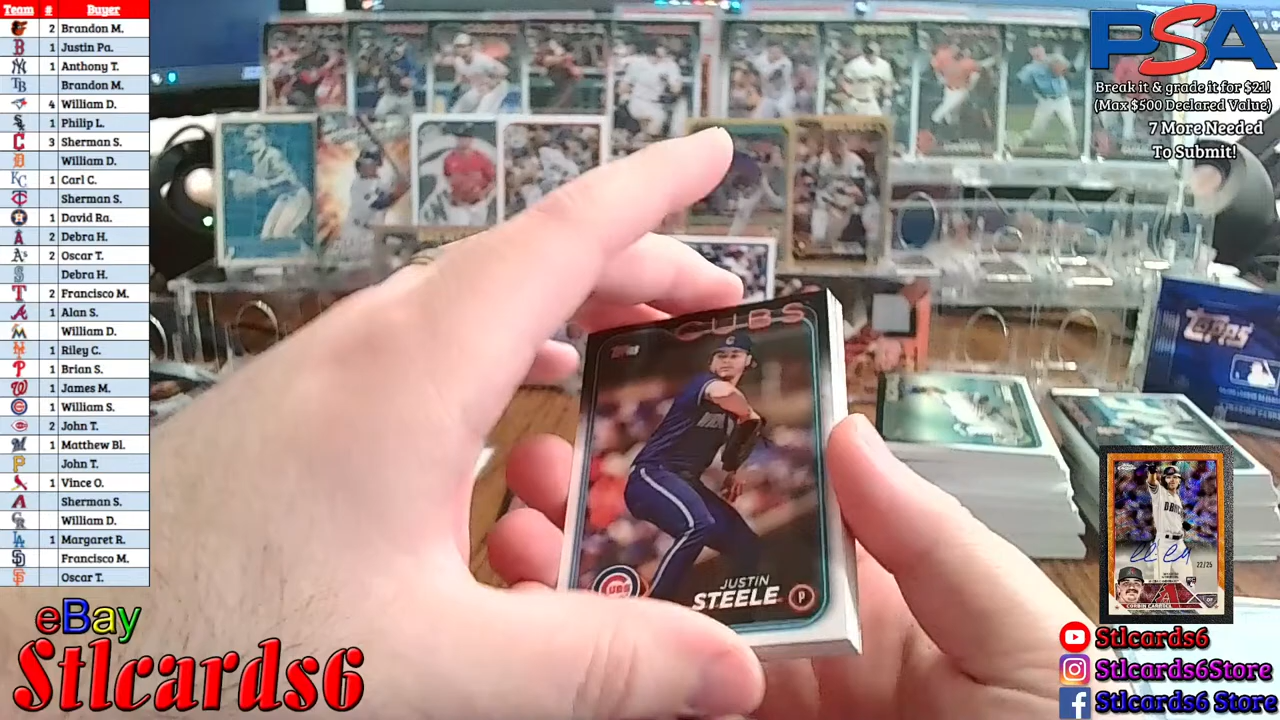 Team # Buyer
2 Brandon M.
1 Justin Pa.
1 Anthony T.
Brandon M.
4 William D.
1 Philip L.
3 Sherman S.
William D.
1 Carl C.
Sherman S.
1 David Ra.
2 Debra H.
2 Oscar T.
Debra H.
2 Francisco M.
1 Alan S.
William D.
1 Riley C.
1 Brian S.
1 James M.
1 William S.
2 John T.
1 Matthew Bl.
John T.
1 Vince O.
Sherman S.
William D.
1 Margaret R.
Francisco M.
Oscar T.
eBay
Stlcards6
PSA
Break it & grade it for $21!
(Max $500 Declared Value)
7 More Needed
To Submit!
CUBS
Topps
CUBS
JUSTIN
STEELE P
Topps
22/25
CORBIN CARROLL
Stlcards6
Stlcards6Store
Stlcards6 Store